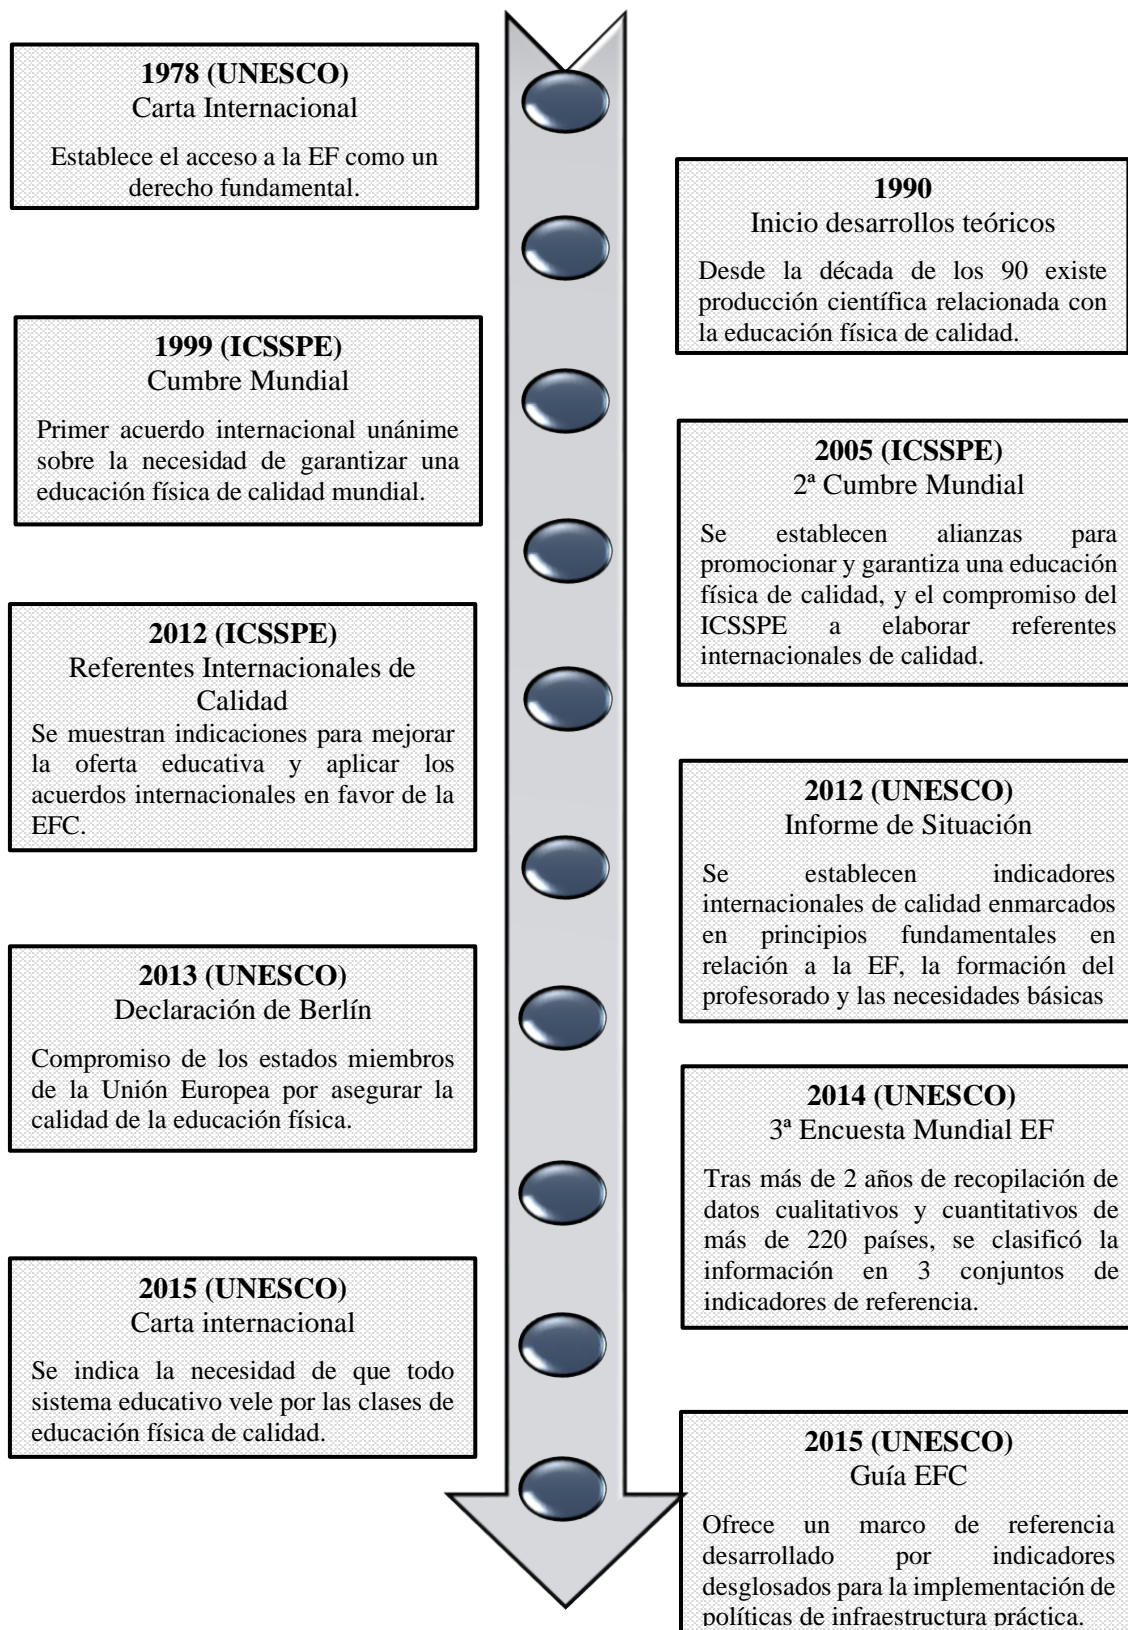 1978 (UNESCO)
Carta Internacional
Establece el acceso a la EF como un
derecho fundamental.
1990
Inicio desarrollos teóricos
Desde la década de los 90 existe
producción científica relacionada con
la educación física de calidad.
1999 (ICSSPE)
Cumbre Mundial
Primer acuerdo internacional unánime
sobre la necesidad de garantizar una
educación física de calidad mundial.
2005 (ICSSPE)
2ª Cumbre Mundial
Se establecen alianzas para
promocionar y garantiza una educación
física de calidad, y el compromiso del
ICSSPE a elaborar referentes
internacionales de calidad.
2012 (ICSSPE)
Referentes Internacionales de
Calidad
Se muestran indicaciones para mejorar
la oferta educativa y aplicar los
acuerdos internacionales en favor de la
EFC.
2012 (UNESCO)
Informe de Situación
Se establecen indicadores
internacionales de calidad enmarcados
en principios fundamentales en
relación a la EF, la formación del
profesorado y las necesidades básicas
2013 (UNESCO)
Declaración de Berlín
Compromiso de los estados miembros
de la Unión Europea por asegurar la
calidad de la educación física.
2014 (UNESCO)
3ª Encuesta Mundial EF
Tras más de 2 años de recopilación de
datos cualitativos y cuantitativos de
más de 220 países, se clasificó la
información en 3 conjuntos de
indicadores de referencia.
2015 (UNESCO)
Carta internacional
Se indica la necesidad de que todo
sistema educativo vele por las clases de
educación física de calidad.
2015 (UNESCO)
Guía EFC
Ofrece un marco de referencia
desarrollado por indicadores
desglosados para la implementación de
políticas de infraestructura práctica.